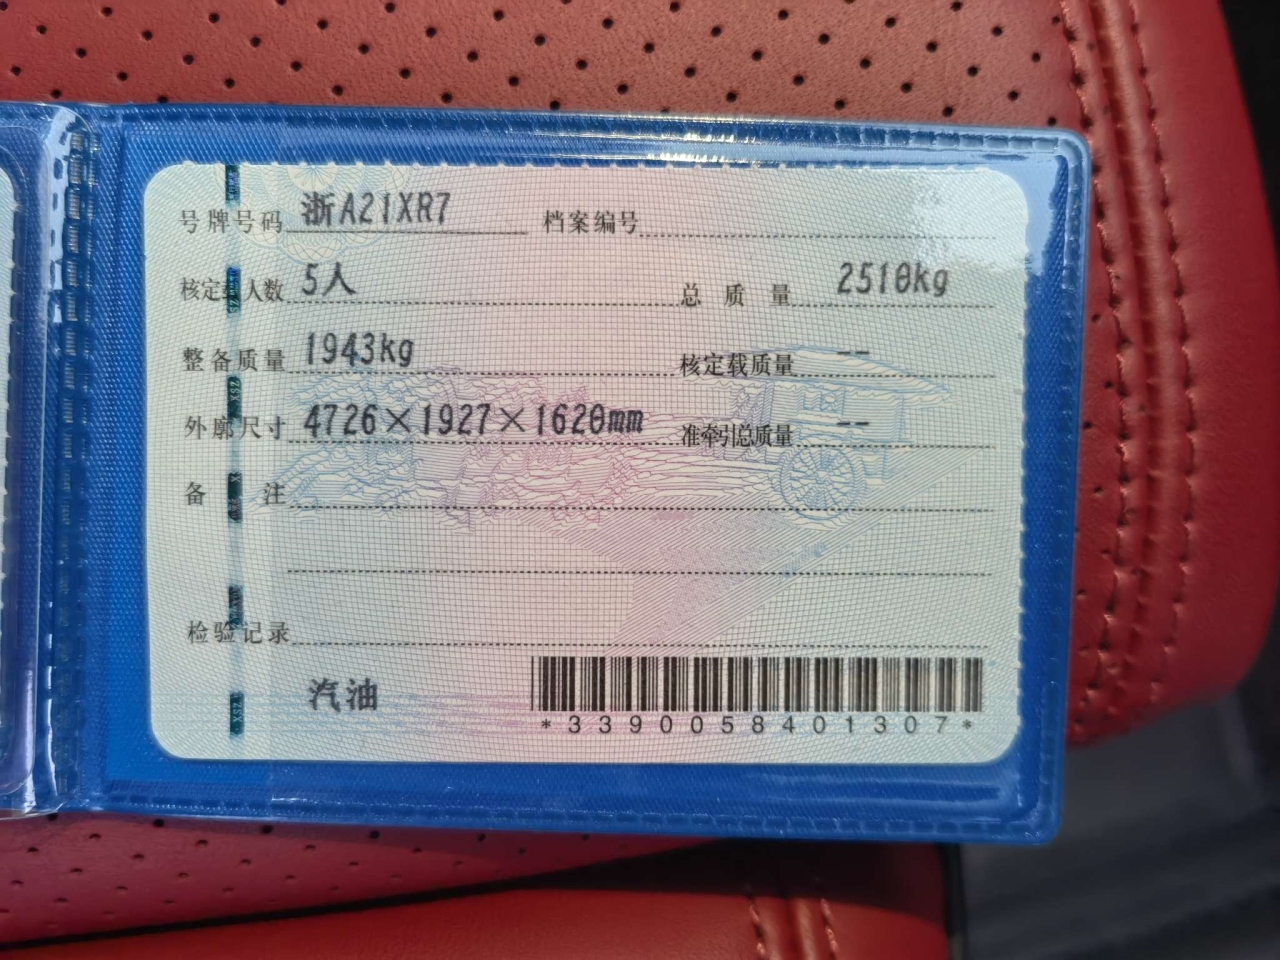 号牌号码 浙A21XR7 档案编号
核定载人数 5人 总质量 2510kg
整备质量 1943kg 核定载质量 --
外廓尺寸 4726×1927×1620mm 准牵引总质量 --
备注
检验记录
汽油
*3390058401307*